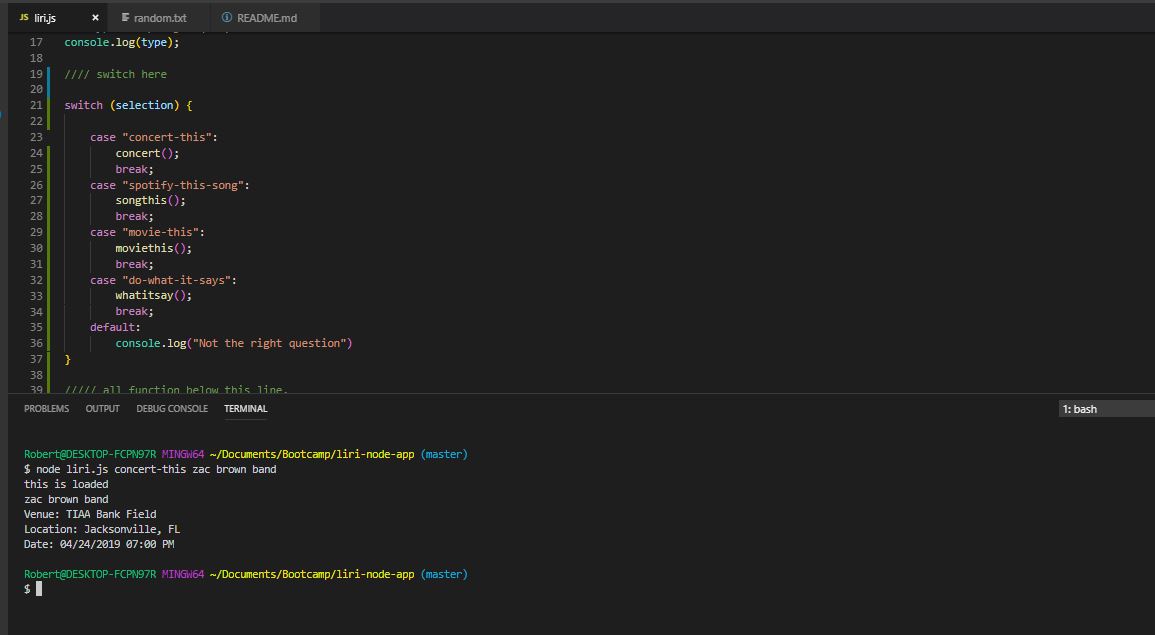 JS liri.js × random.txt README.md
17 console.log(type);
18
19 //// switch here
20
21 switch (selection) {
22
23 case "concert-this":
24 concert();
25 break;
26 case "spotify-this-song":
27 songthis();
28 break;
29 case "movie-this":
30 moviethis();
31 break;
32 case "do-what-it-says":
33 whatitsay();
34 break;
35 default:
36 console.log("Not the right question")
37 }
38
39 ///// all function below this line.
PROBLEMS OUTPUT DEBUG CONSOLE TERMINAL 1: bash
Robert@DESKTOP-FCPN97R MINGW64 ~/Documents/Bootcamp/liri-node-app (master)
$ node liri.js concert-this zac brown band
this is loaded
zac brown band
Venue: TIAA Bank Field
Location: Jacksonville, FL
Date: 04/24/2019 07:00 PM
Robert@DESKTOP-FCPN97R MINGW64 ~/Documents/Bootcamp/liri-node-app (master)
$